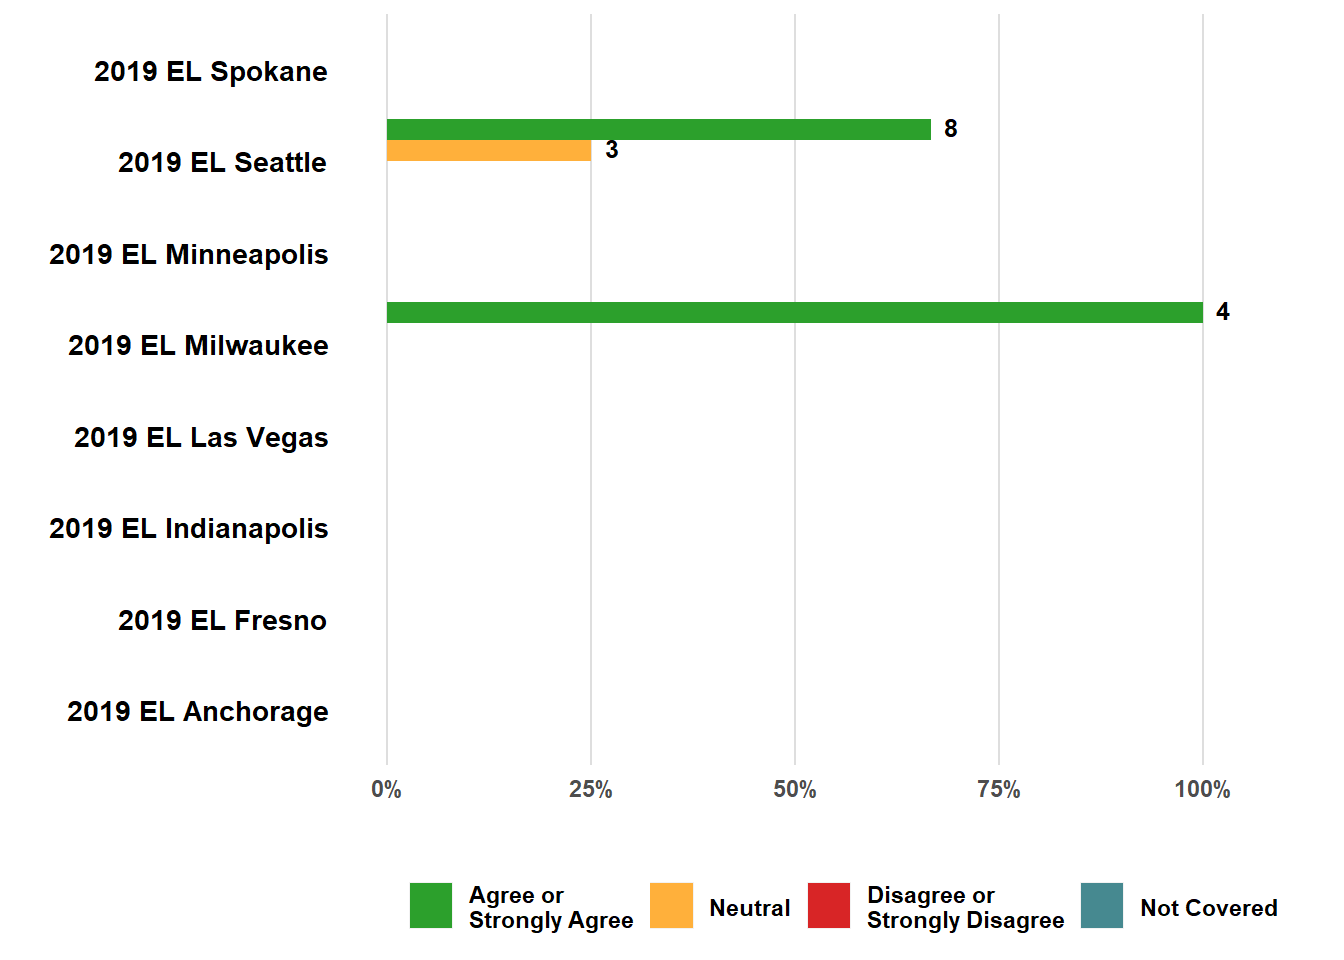 2019 EL Spokane
8
3
2019 EL Seattle
2019 EL Minneapolis
4
2019 EL Milwaukee
2019 EL Las Vegas
2019 EL Indianapolis
2019 EL Fresno
2019 EL Anchorage
0% 25% 50% 75% 100%
Agree or
Strongly Agree
Neutral
Disagree or
Strongly Disagree
Not Covered